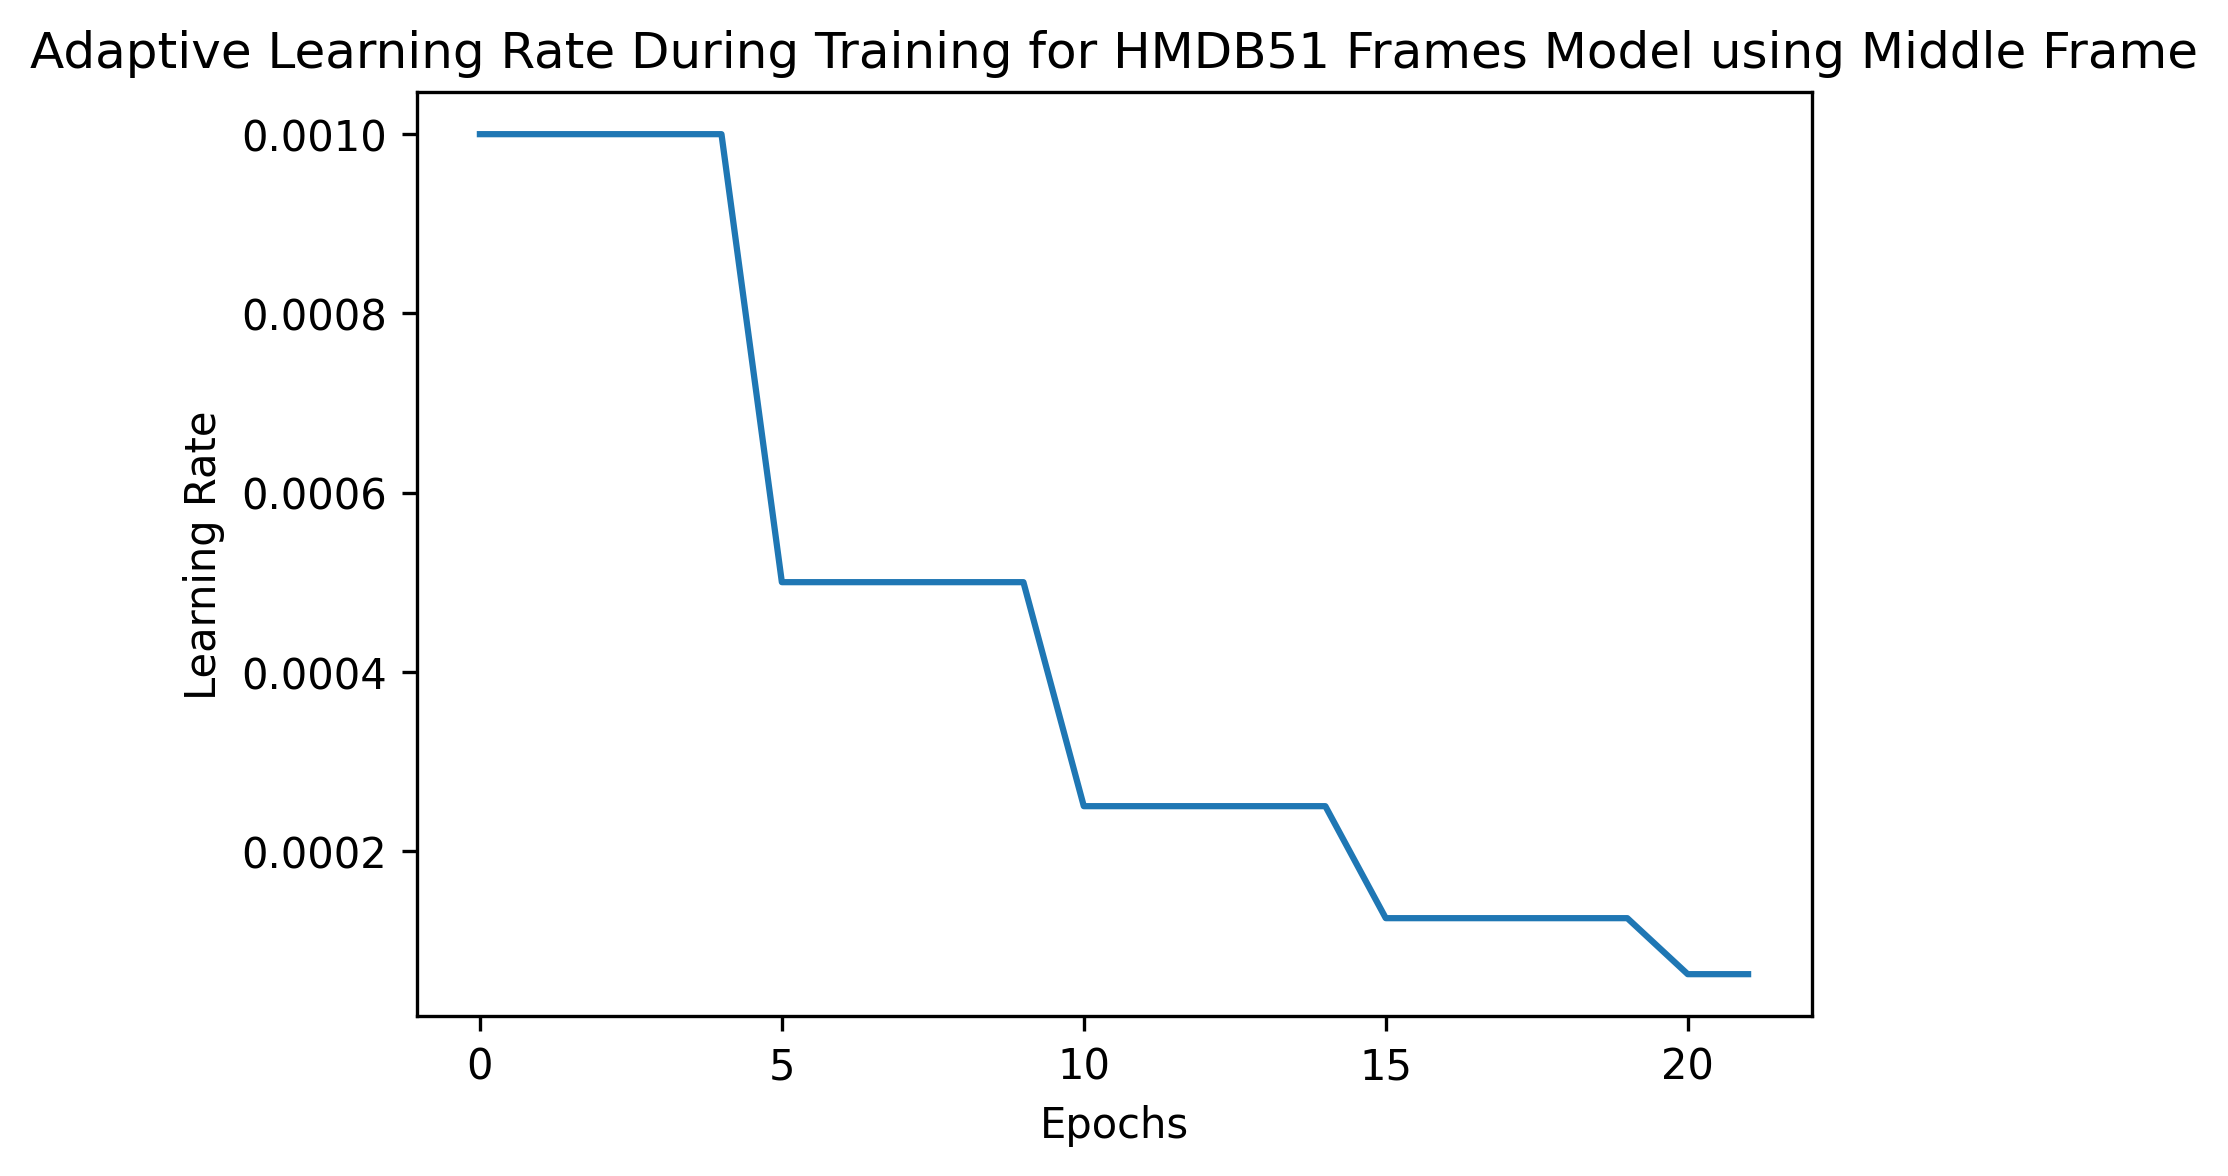 Adaptive Learning Rate During Training for HMDB51 Frames Model using Middle Frame
0.0010
0.0008
0.0006
0.0004
0.0002
Learning Rate
0 5 10 15 20
Epochs